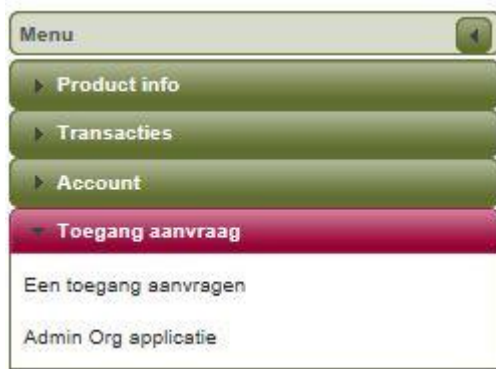 Menu
Product info
Transacties
Account
Toegang aanvraag
Een toegang aanvragen
Admin Org applicatie